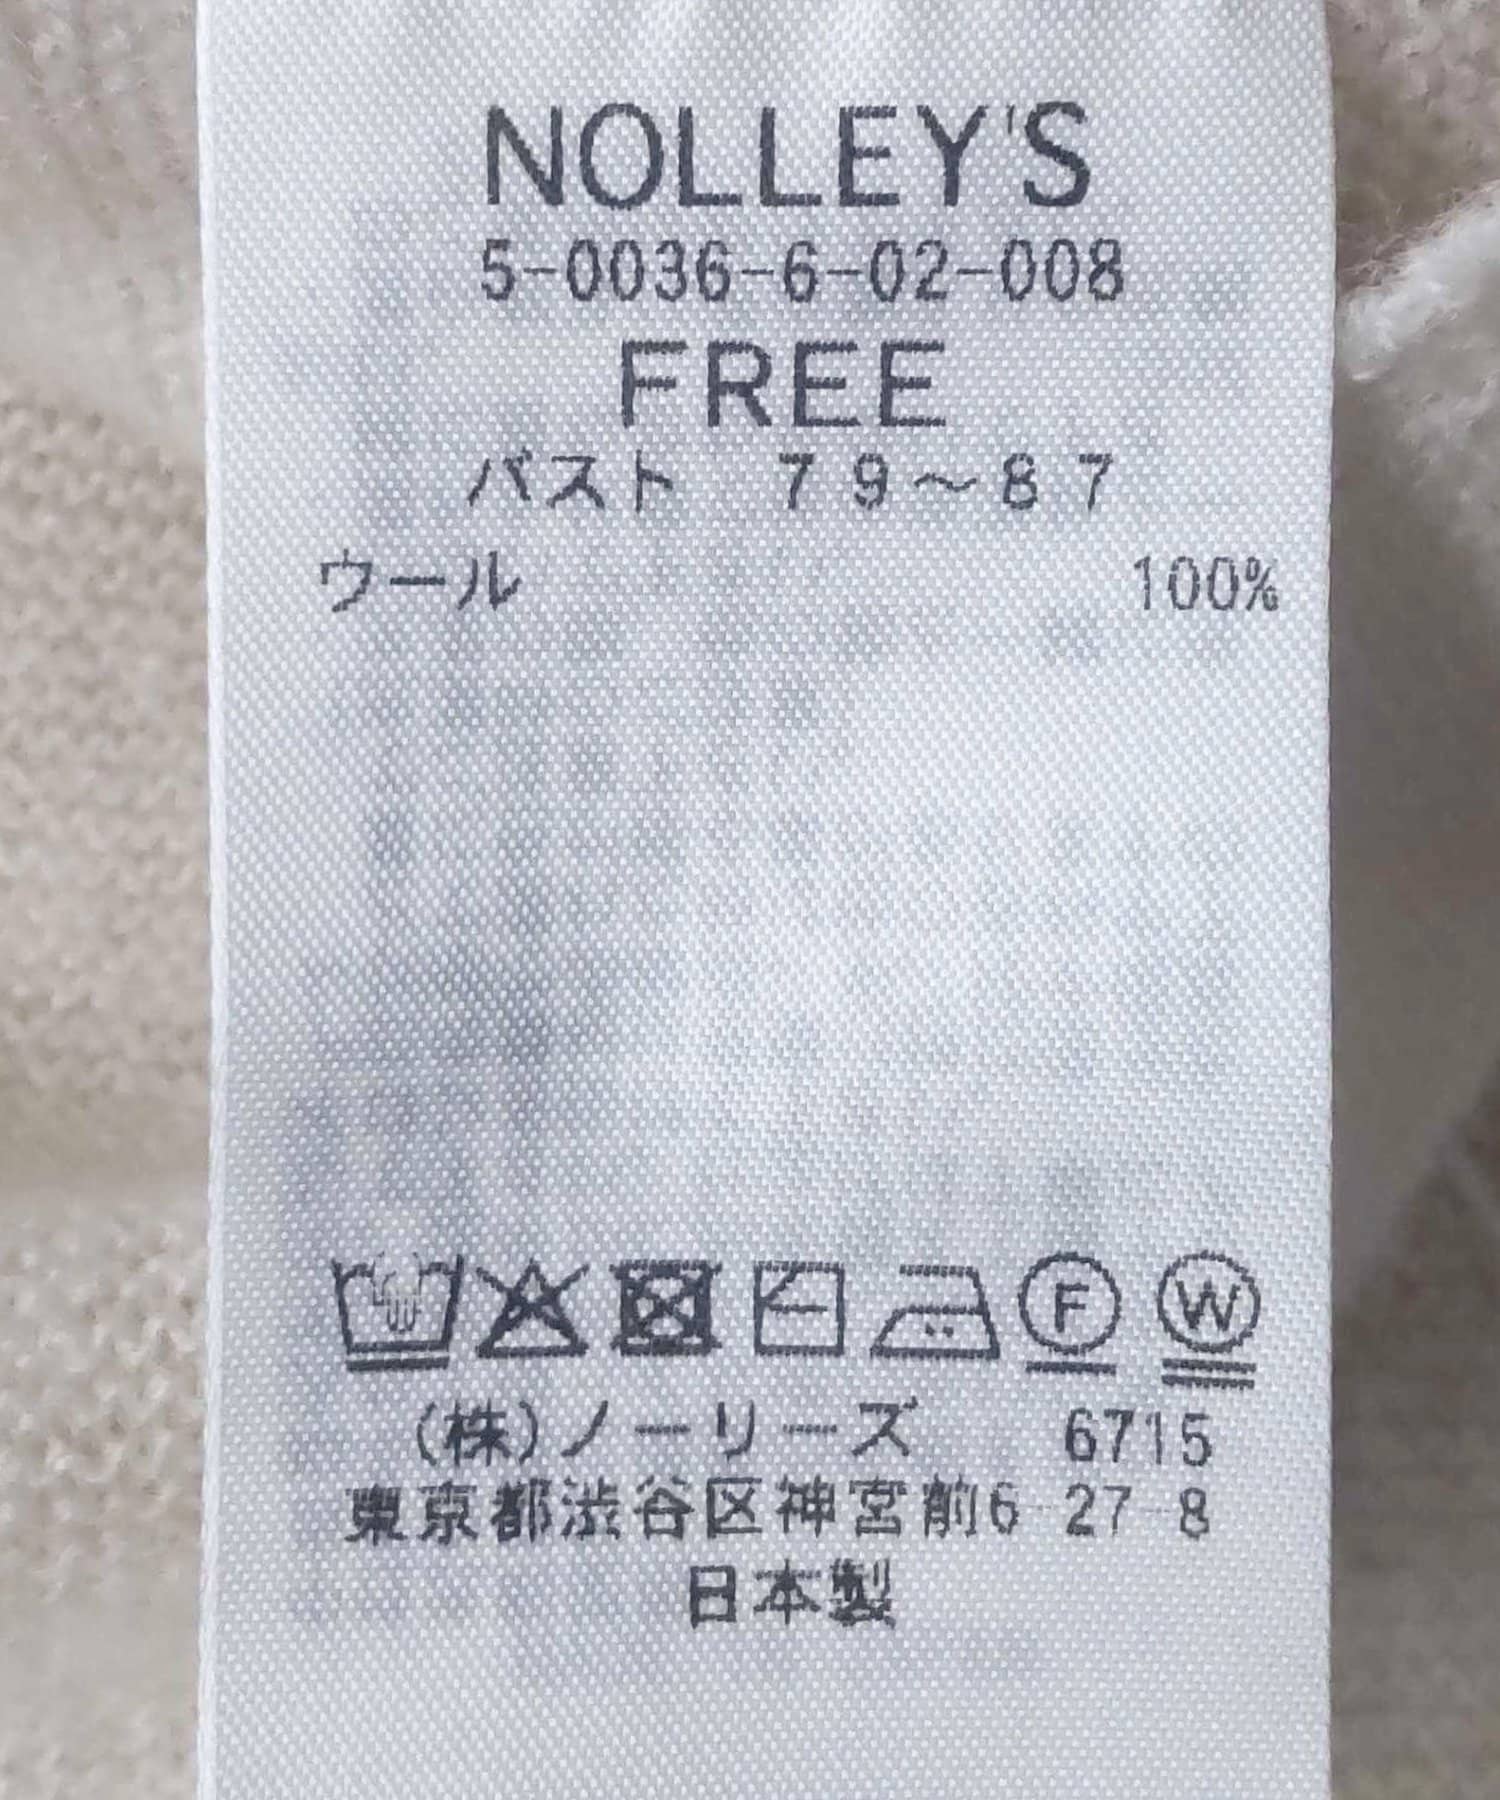 NOLLEY'S
5-0036-6-02-008
FREE
バスト　79〜87
ウール 100%
F W
(株)ノーリーズ 6715
東京都渋谷区神宮前6-27-8
日本製